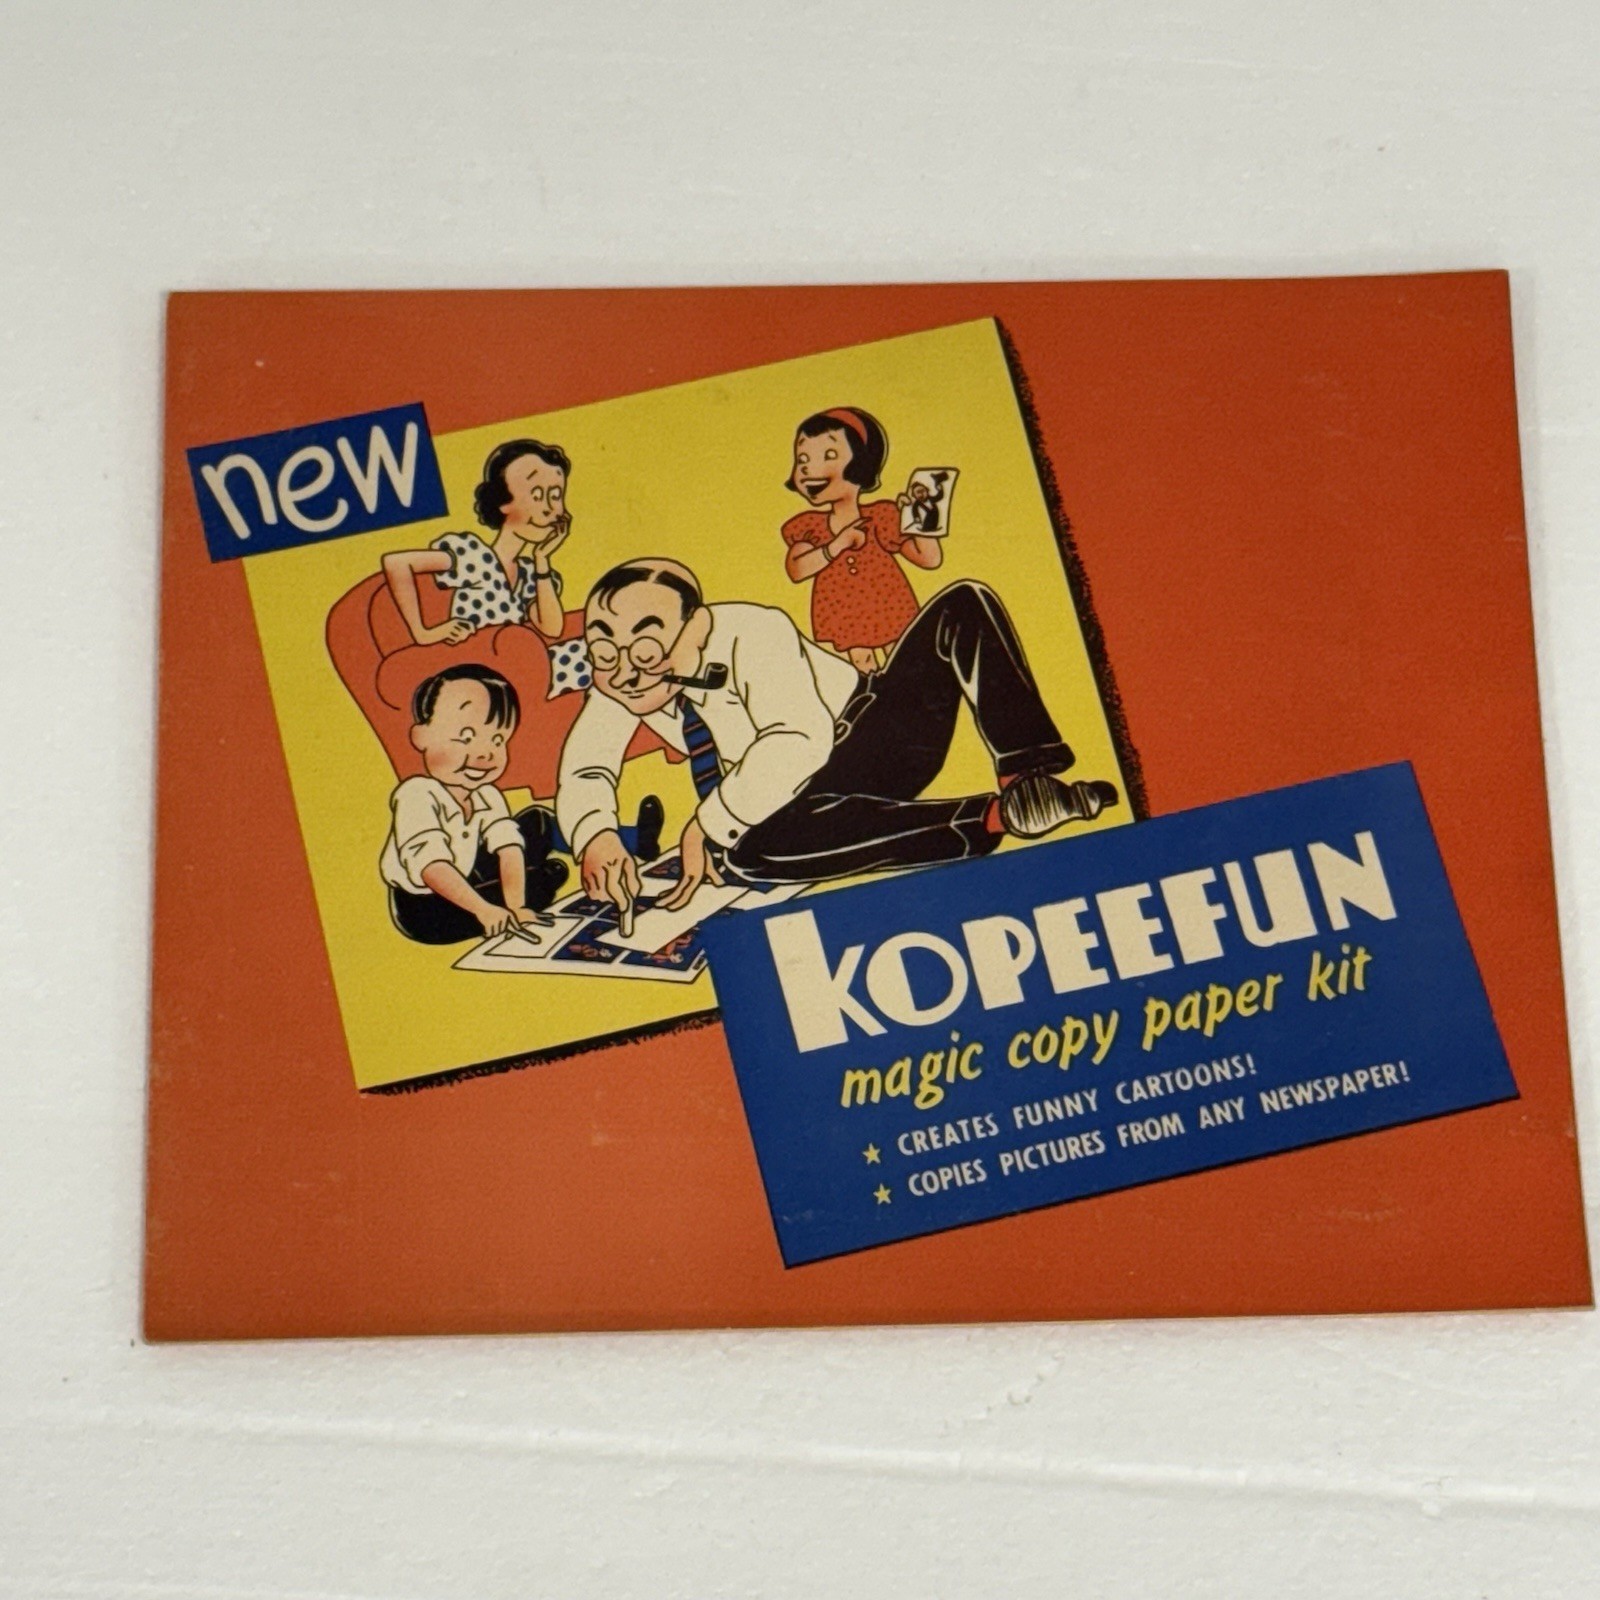 new
KOPEEFUN
magic copy paper kit
★ CREATES FUNNY CARTOONS!
★ COPIES PICTURES FROM ANY NEWSPAPER!